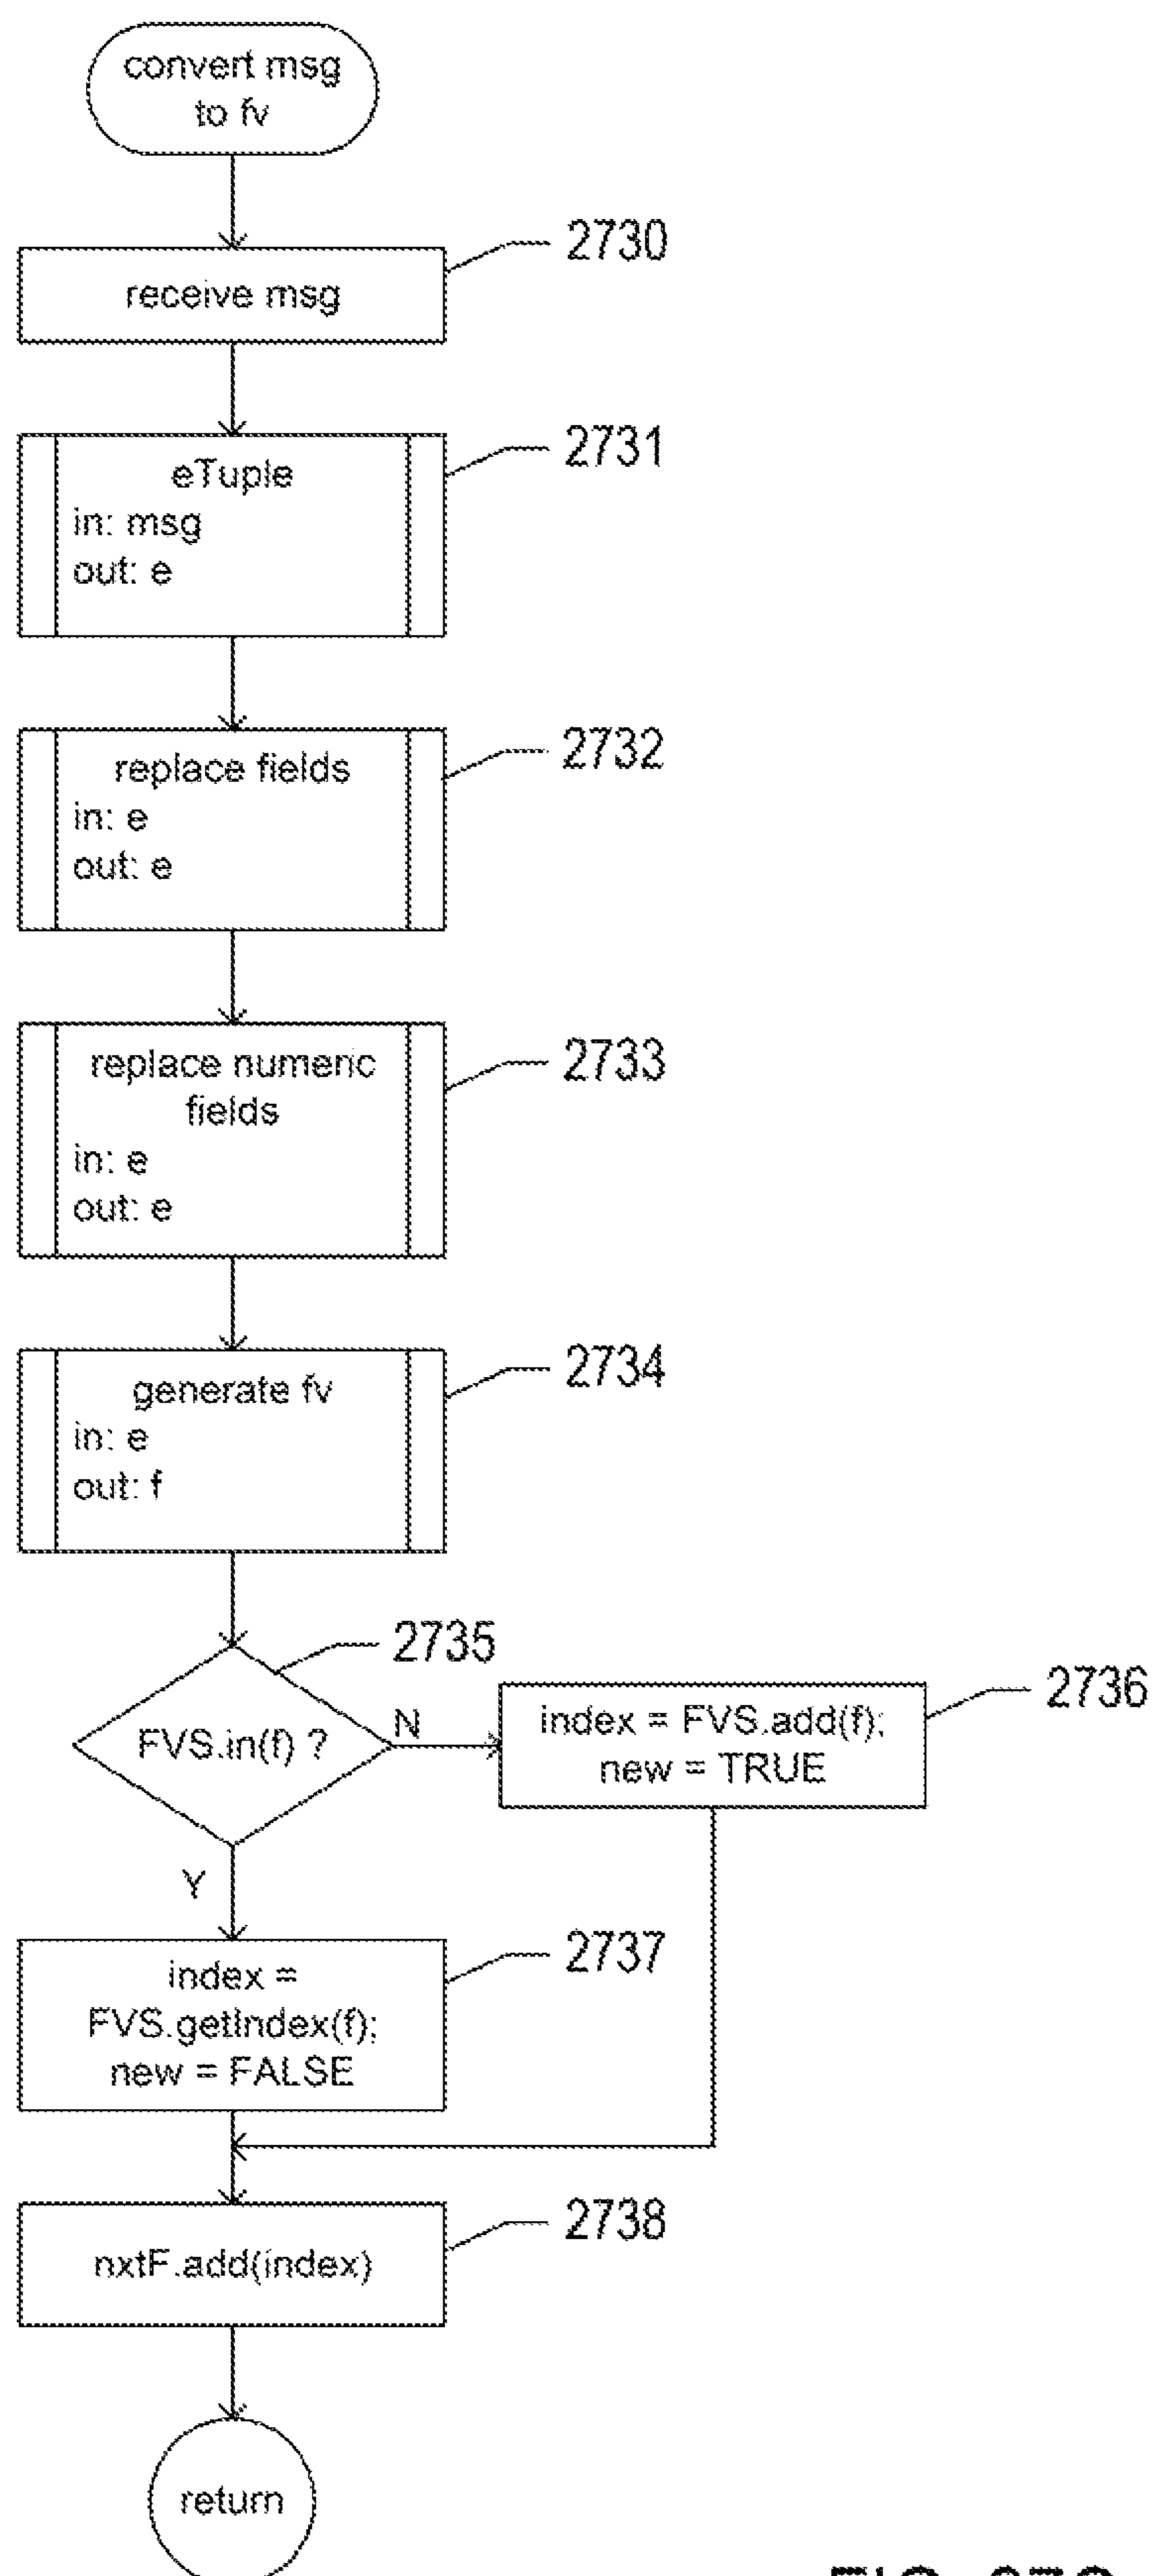 convert msg
to fv
2730
receive msg
2731
eTuple
in: msg
out: e
2732
replace fields
in: e
out: e
2733
replace numeric
fields
in: e
out: e
2734
generate fv
in: e
out: f
2735
FVS.in(f) ?
N
2736
index = FVS.add(f);
new = TRUE
Y
2737
index =
FVS.getIndex(f);
new = FALSE
2738
nxtF.add(index)
return